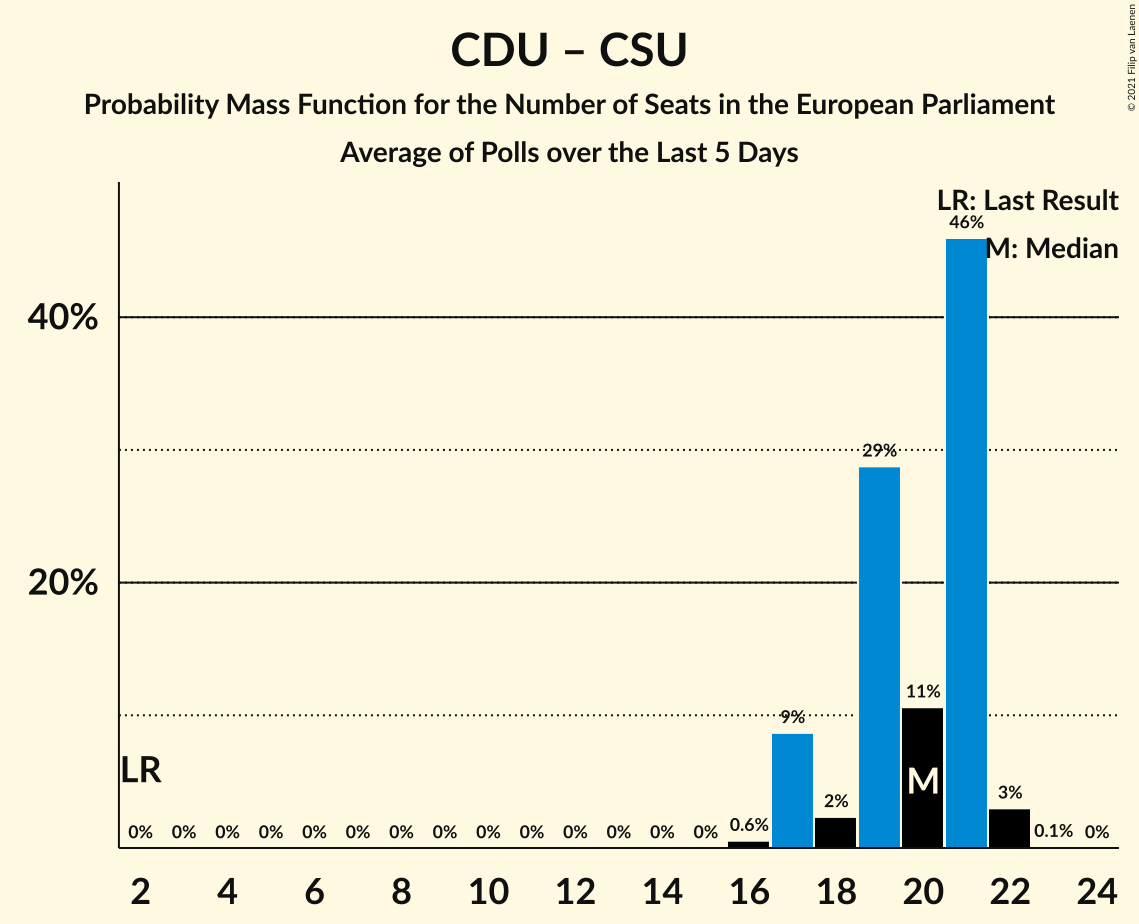 © 2021 Filip van Laenen
CDU – CSU
Probability Mass Function for the Number of Seats in the European Parliament
Average of Polls over the Last 5 Days
LR: Last Result
46%
M: Median
40%
29%
20%
11%
9%
LR
M
3%
2%
0.6%
0% 0% 0% 0% 0% 0% 0% 0% 0% 0% 0% 0% 0% 0% 0.1% 0%
2 4 6 8 10 12 14 16 18 20 22 24